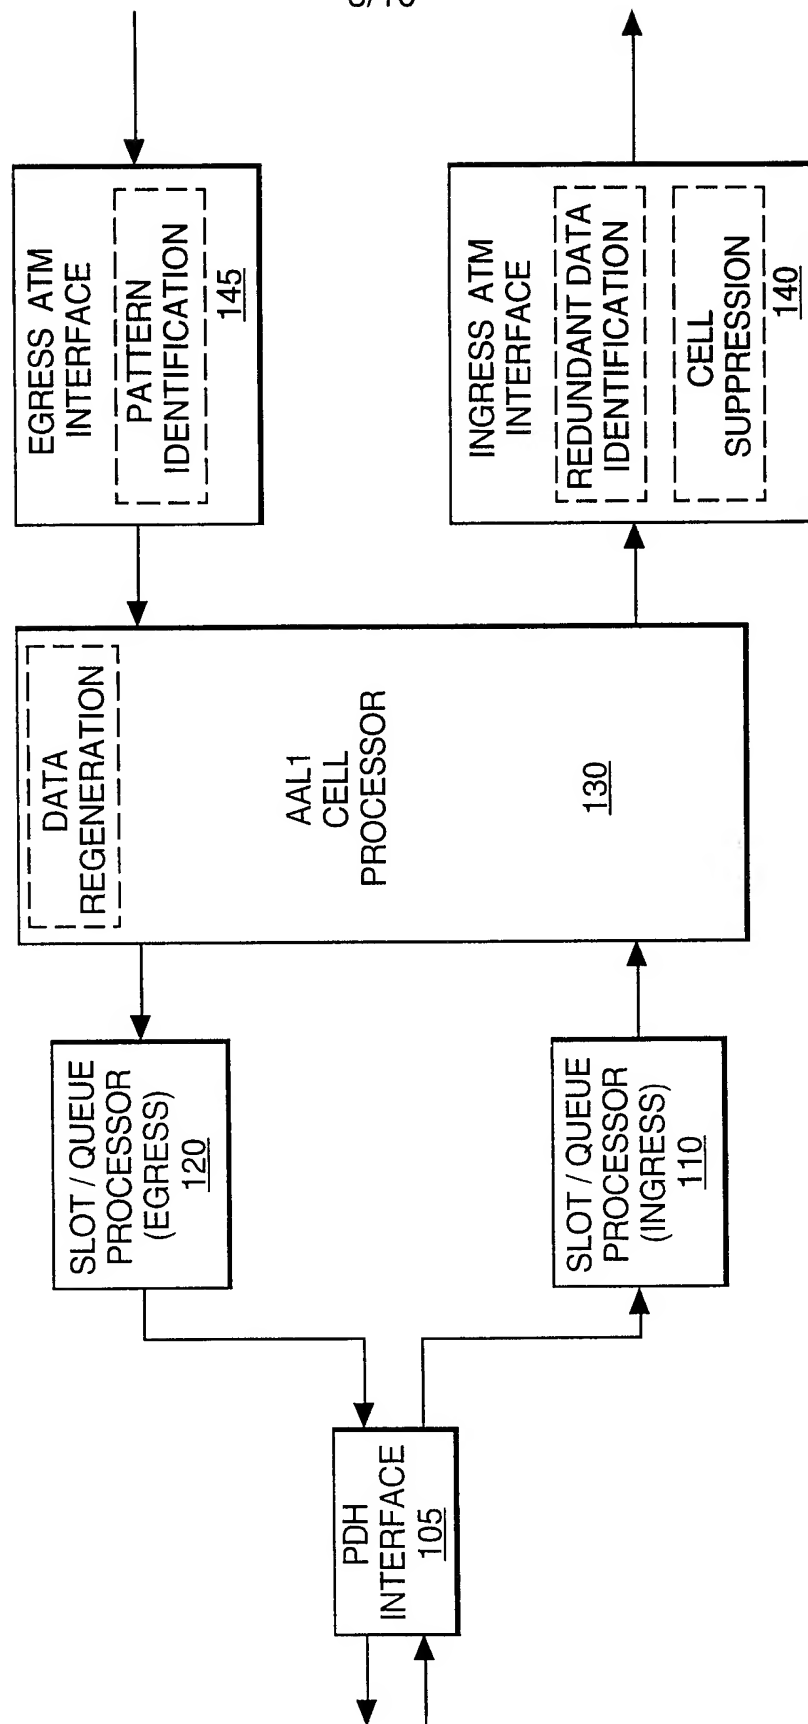 EGRESS ATM
INTERFACE
PATTERN
IDENTIFICATION
145
INGRESS ATM
INTERFACE
REDUNDANT DATA
IDENTIFICATION
CELL
SUPPRESSION
140
DATA
REGENERATION
AAL1
CELL
PROCESSOR
130
SLOT / QUEUE
PROCESSOR
(EGRESS)
120
SLOT / QUEUE
PROCESSOR
(INGRESS)
110
PDH
INTERFACE
105